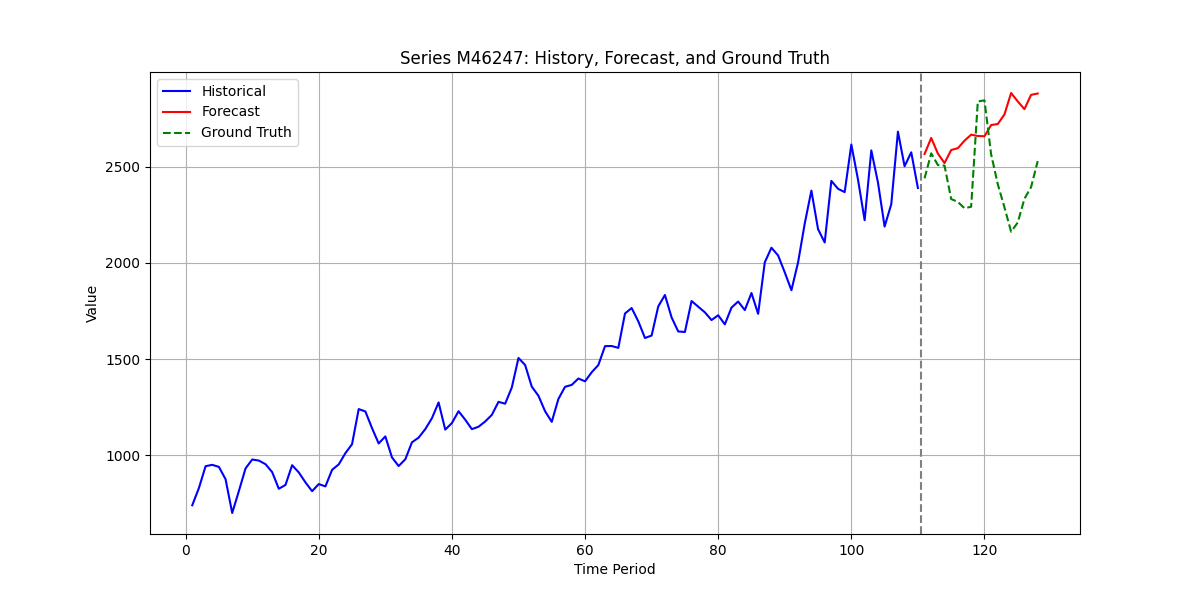 Series M46247: History, Forecast, and Ground Truth
Historical
Forecast
Ground Truth
2500
2000
1500
1000
Value
0 20 40 60 80 100 120
Time Period